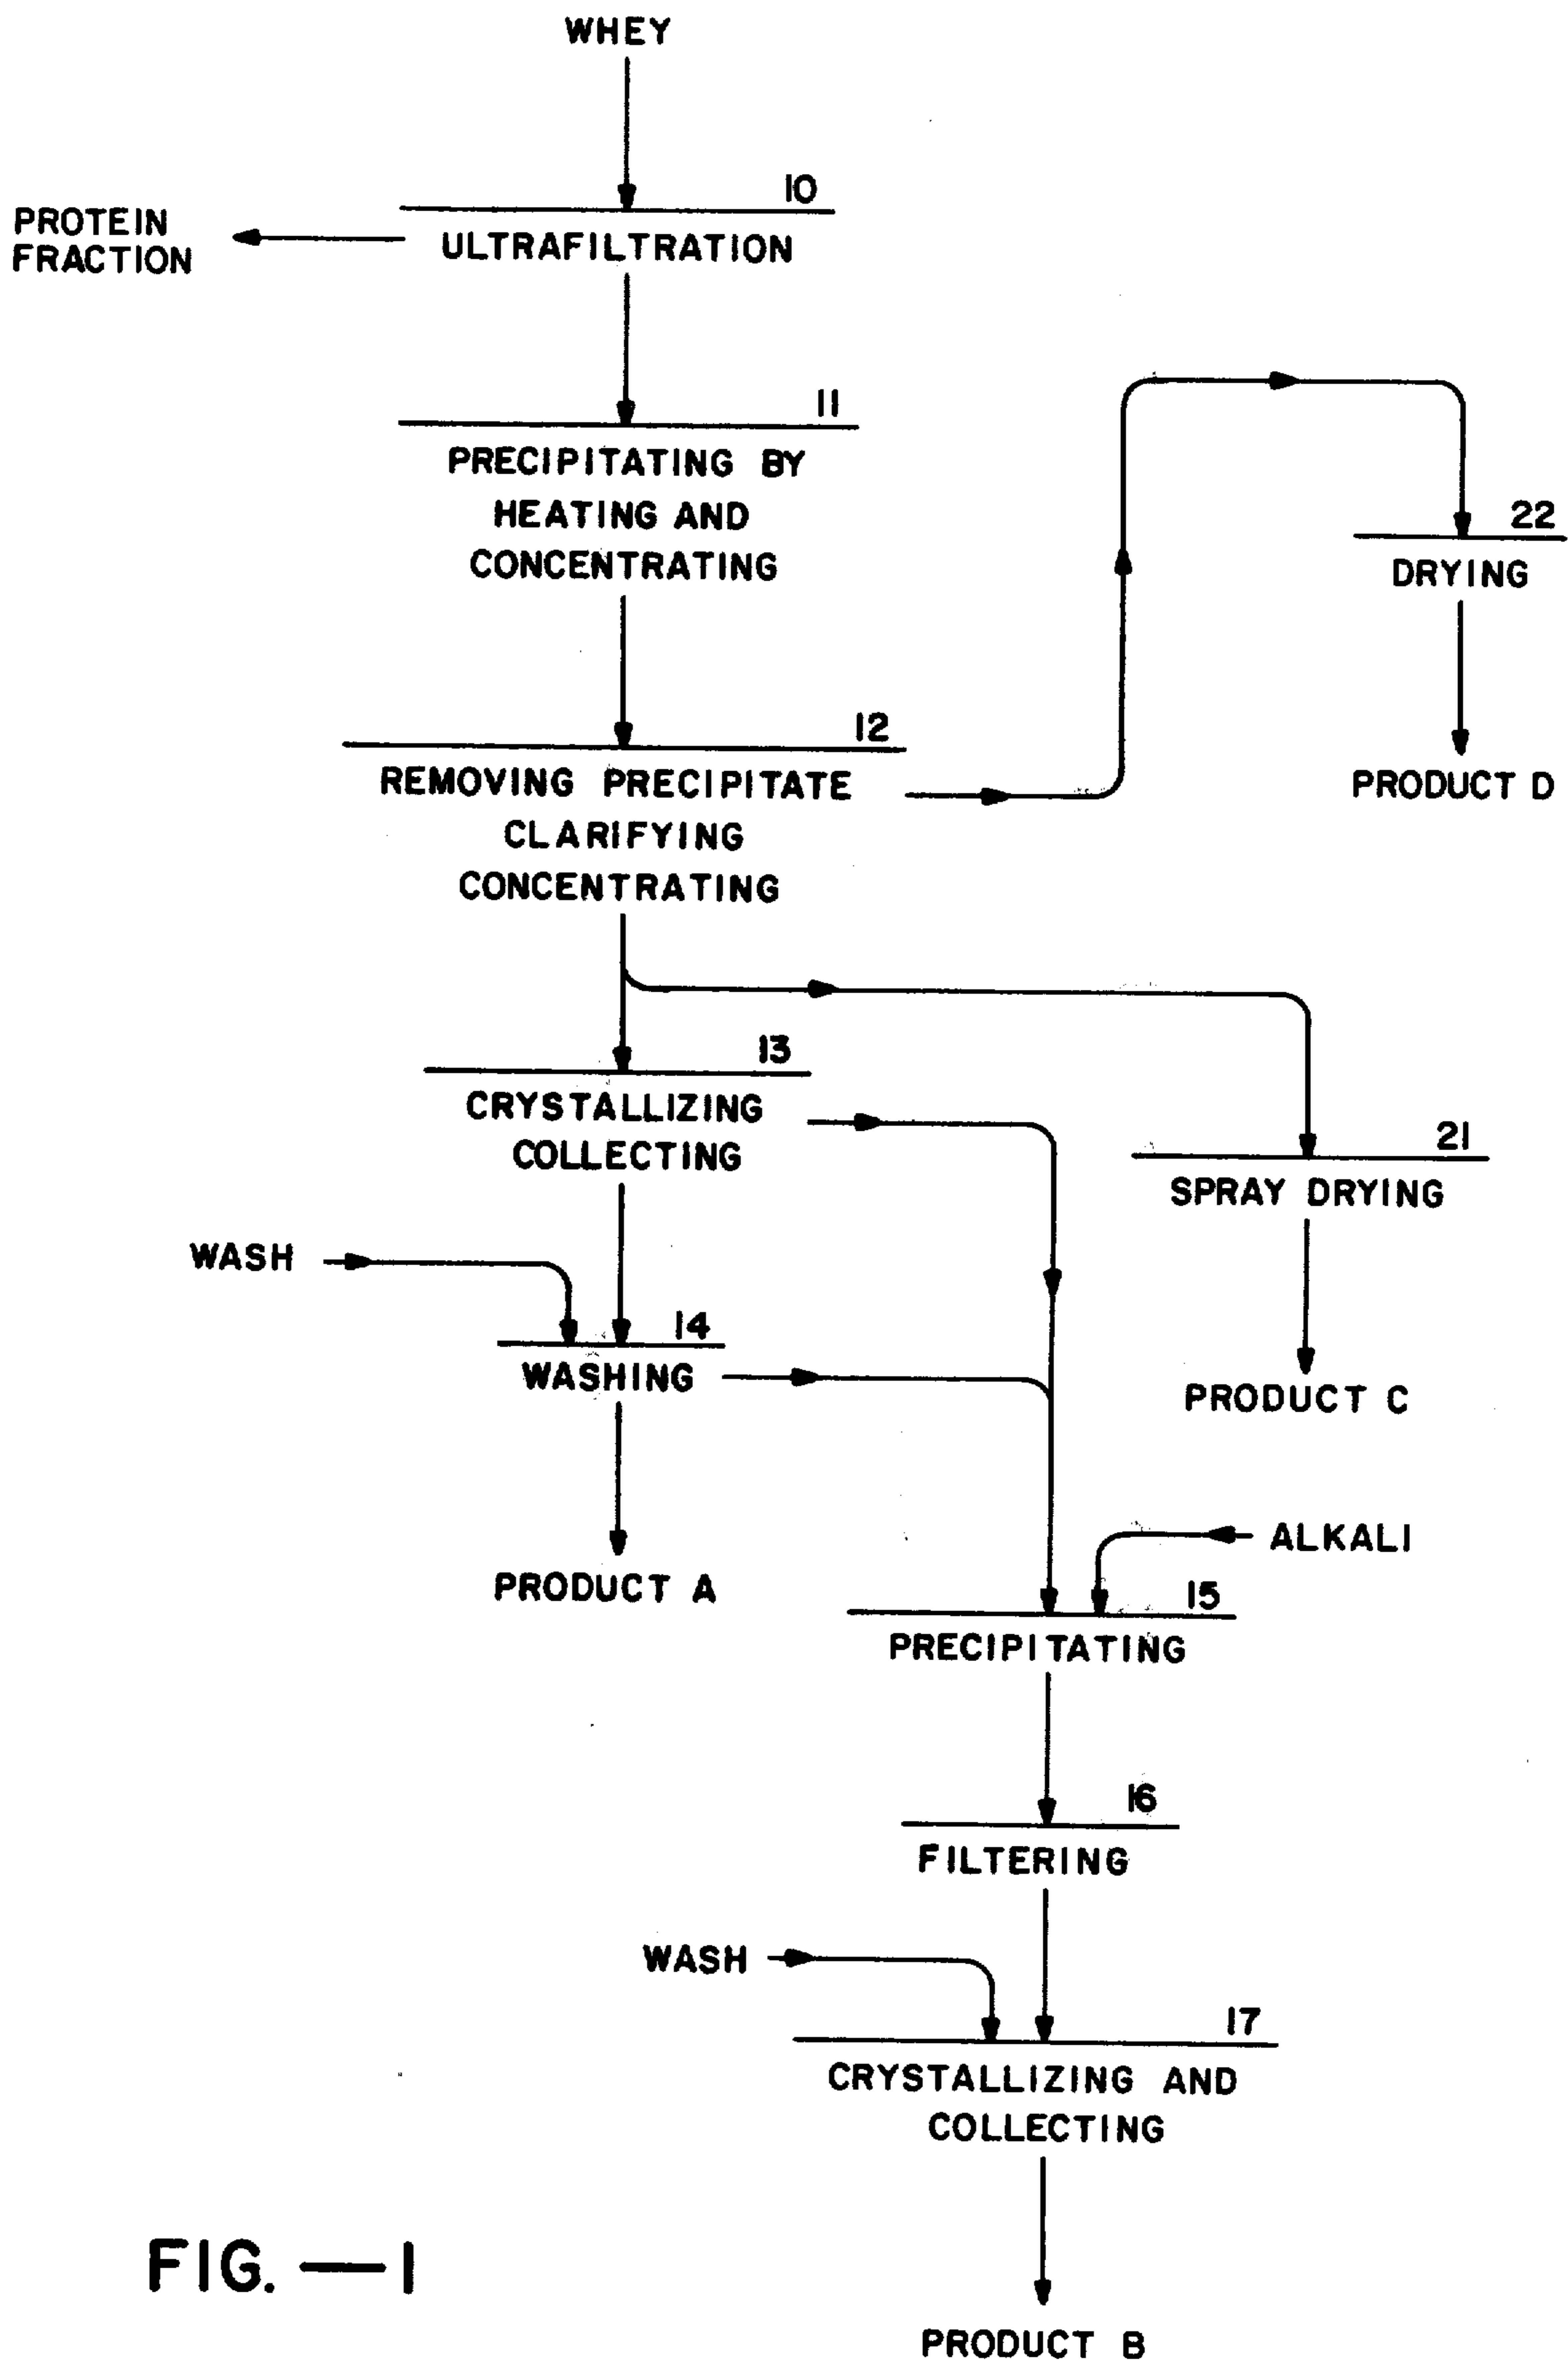 WHEY
10
PROTEIN
FRACTION
ULTRAFILTRATION
11
PRECIPITATING BY
HEATING AND
CONCENTRATING
22
DRYING
12
REMOVING PRECIPITATE
CLARIFYING
CONCENTRATING
PRODUCT D
13
CRYSTALLIZING
COLLECTING
21
SPRAY DRYING
WASH
14
WASHING
PRODUCT C
ALKALI
PRODUCT A
15
PRECIPITATING
16
FILTERING
WASH
17
CRYSTALLIZING AND
COLLECTING
FIG. — 1
PRODUCT B